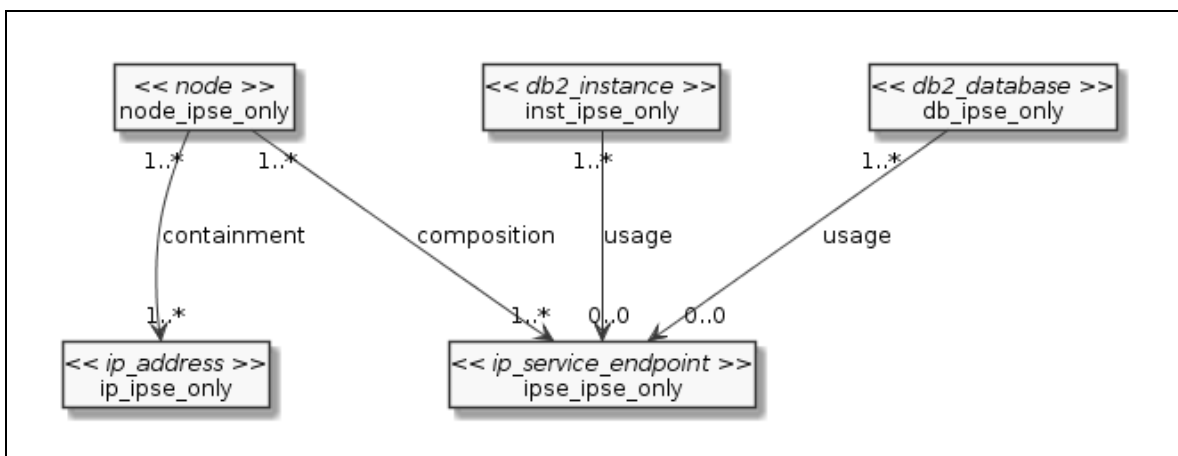 << node >>
node_ipse_only
<< db2_instance >>
inst_ipse_only
<< db2_database >>
db_ipse_only
1..*
1..*
1..*
1..*
containment
composition
usage
usage
1..*
1..*
0..0
0..0
<< ip_address >>
ip_ipse_only
<< ip_service_endpoint >>
ipse_ipse_only